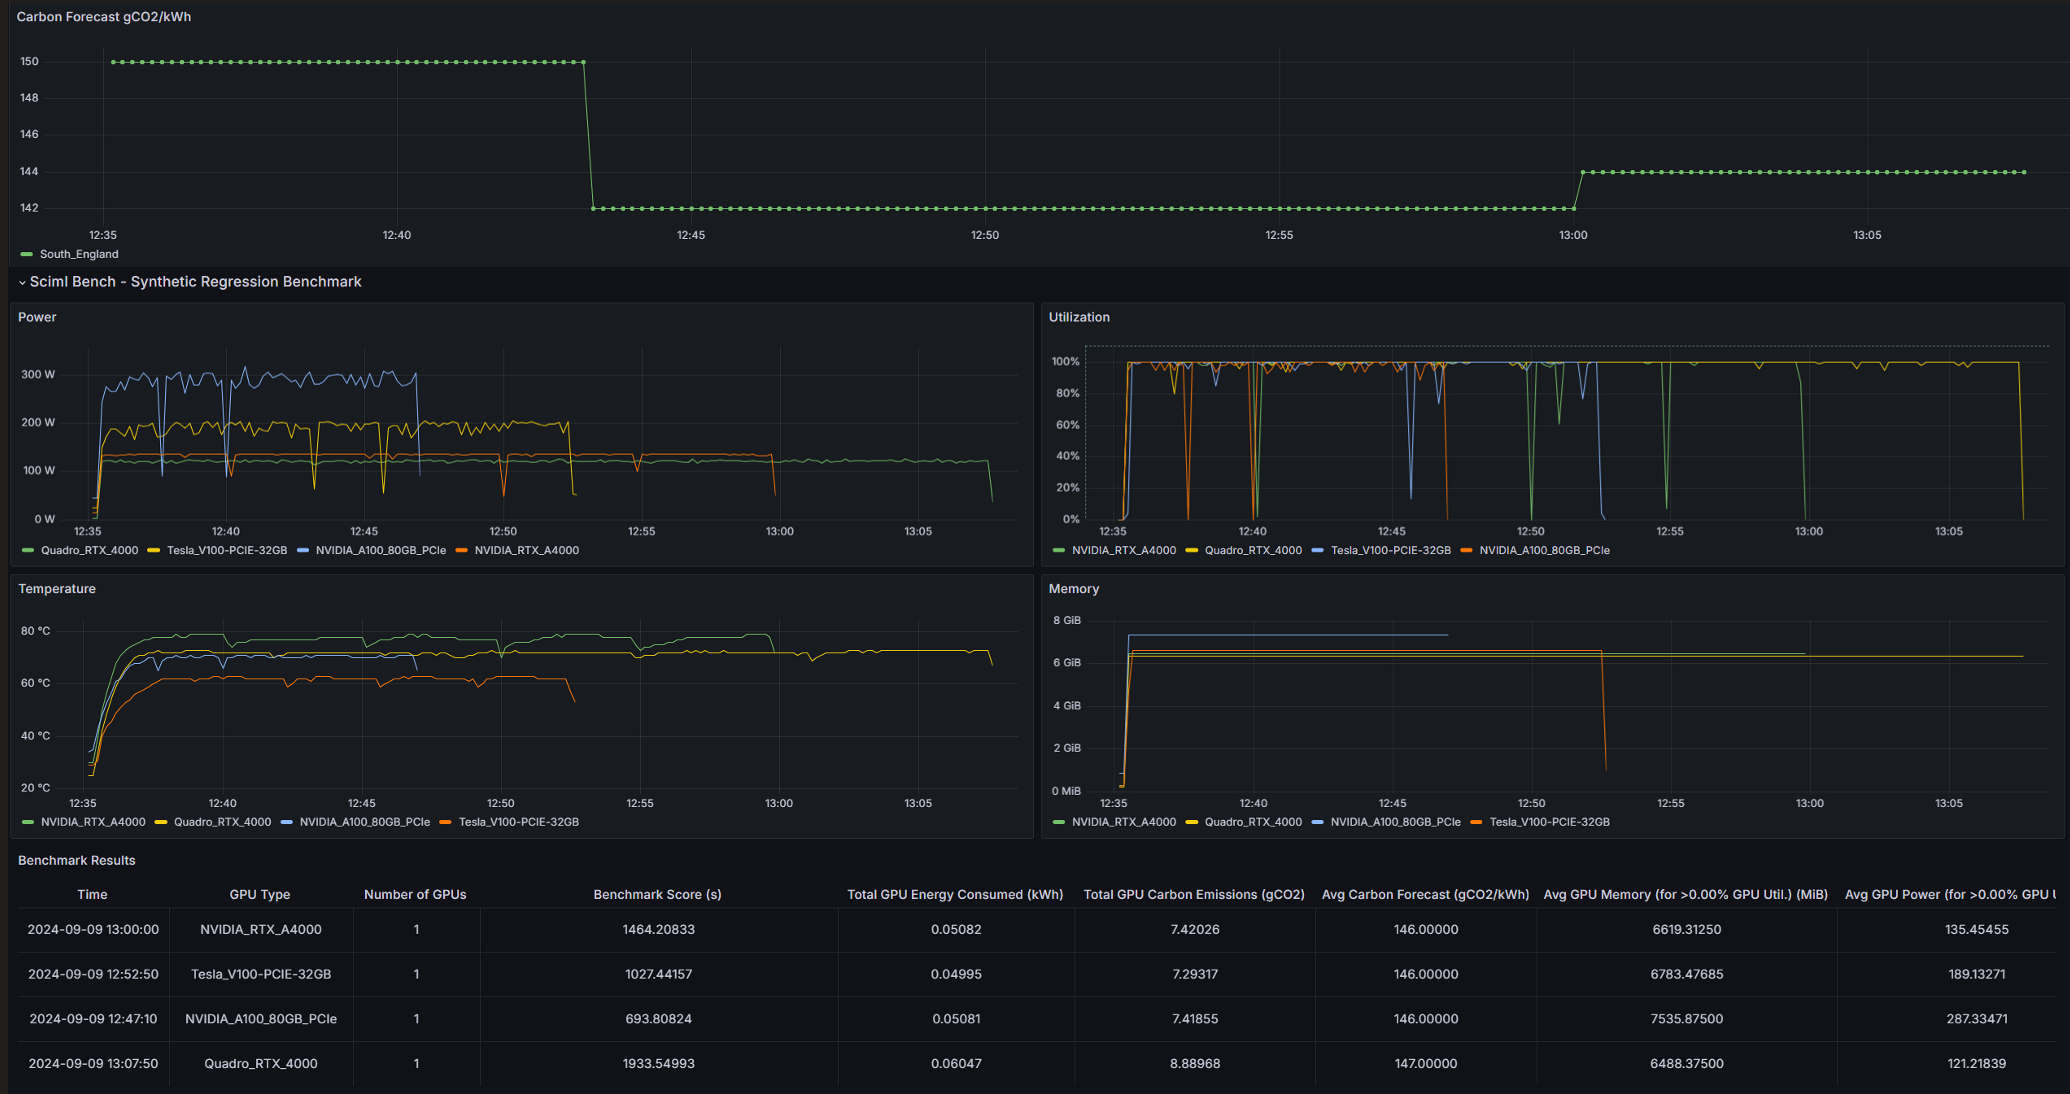 Carbon Forecast gCO2/kWh
150
148
146
144
142
12:35 12:40 12:45 12:50 12:55 13:00 13:05
South_England
Sciml Bench - Synthetic Regression Benchmark
Power
300 W
200 W
100 W
0 W
12:35 12:40 12:45 12:50 12:55 13:00 13:05
Quadro_RTX_4000 Tesla_V100-PCIE-32GB NVIDIA_A100_80GB_PCIe NVIDIA_RTX_A4000
Utilization
100%
80%
60%
40%
20%
0%
12:35 12:40 12:45 12:50 12:55 13:00 13:05
NVIDIA_RTX_A4000 Quadro_RTX_4000 Tesla_V100-PCIE-32GB NVIDIA_A100_80GB_PCIe
Temperature
80 °C
60 °C
40 °C
20 °C
12:35 12:40 12:45 12:50 12:55 13:00 13:05
NVIDIA_RTX_A4000 Quadro_RTX_4000 NVIDIA_A100_80GB_PCIe Tesla_V100-PCIE-32GB
Memory
8 GiB
6 GiB
4 GiB
2 GiB
0 MiB
12:35 12:40 12:45 12:50 12:55 13:00 13:05
NVIDIA_RTX_A4000 Quadro_RTX_4000 NVIDIA_A100_80GB_PCIe Tesla_V100-PCIE-32GB
Benchmark Results
Time GPU Type Number of GPUs Benchmark Score (s) Total GPU Energy Consumed (kWh) Total GPU Carbon Emissions (gCO2) Avg Carbon Forecast (gCO2/kWh) Avg GPU Memory (for >0.00% GPU Util.) (MiB) Avg GPU Power (for >0.00% GPU U
2024-09-09 13:00:00 NVIDIA_RTX_A4000 1 1464.20833 0.05082 7.42026 146.00000 6619.31250 135.45455
2024-09-09 12:52:50 Tesla_V100-PCIE-32GB 1 1027.44157 0.04995 7.29317 146.00000 6783.47685 189.13271
2024-09-09 12:47:10 NVIDIA_A100_80GB_PCIe 1 693.80824 0.05081 7.41855 146.00000 7535.87500 287.33471
2024-09-09 13:07:50 Quadro_RTX_4000 1 1933.54993 0.06047 8.88968 147.00000 6488.37500 121.21839